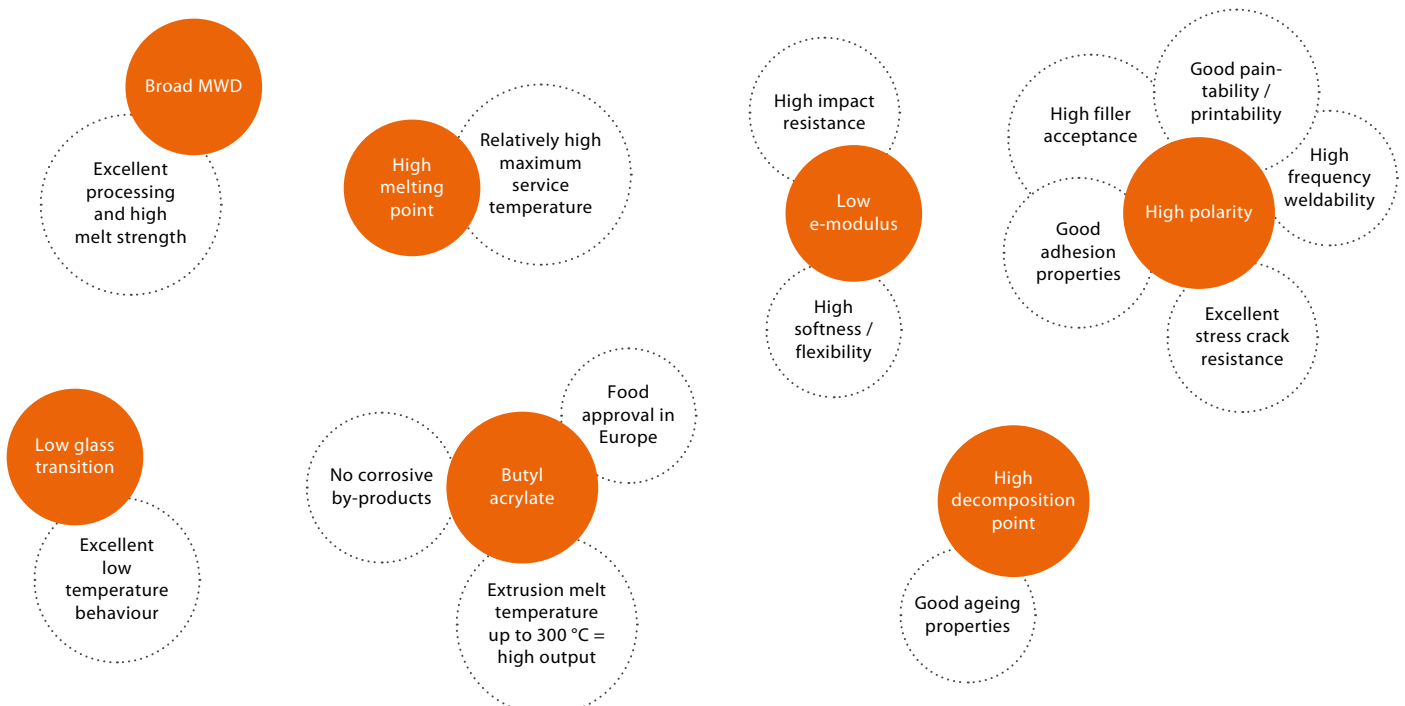 Broad MWD
Excellent
processing
and high
melt strength
High
melting
point
Relatively high
maximum
service
temperature
High impact
resistance
Low
e-modulus
High
softness /
flexibility
Good pain-
tability /
printability
High filler
acceptance
High
frequency
weldability
High polarity
Good
adhesion
properties
Excellent
stress crack
resistance
Low glass
transition
Excellent
low
temperature
behaviour
Food
approval in
Europe
No corrosive
by-products
Butyl
acrylate
Extrusion melt
temperature
up to 300 °C =
high output
High
decomposition
point
Good ageing
properties